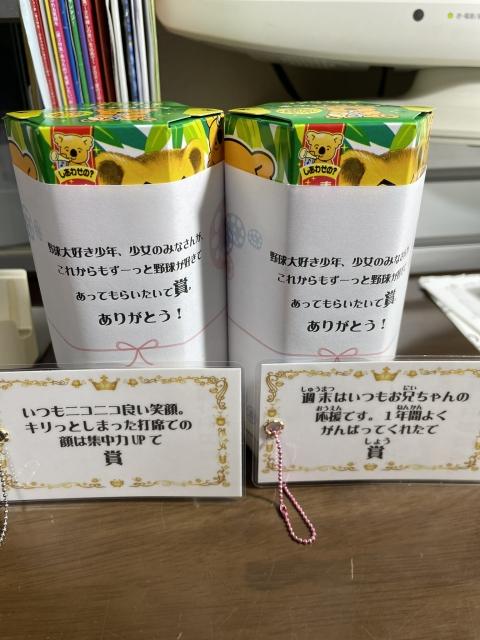 しあわせの?
野球大好き少年、少女のみなさんが、
これからもずーっと野球が好きで
あってもらいたいで賞
ありがとう！
しあわせの?
野球大好き少年、少女のみなさんが、
これからもずーっと野球が好きで
あってもらいたいで賞
ありがとう！
いつもニコニコ良い笑顔。
キリっとしまった打席での
顔は集中力UPで
賞
週末はいつもお兄ちゃんの
応援です。1年間よく
がんばってくれたで
賞